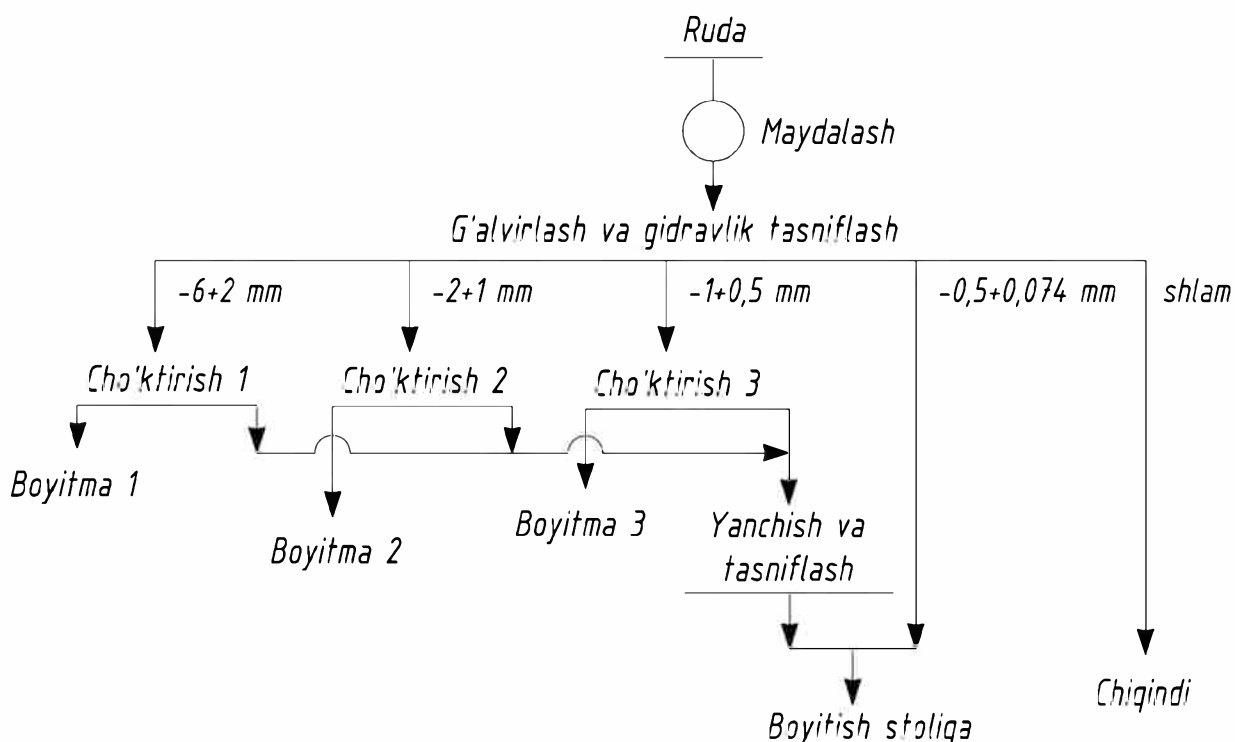 Ruda
Maydalash
G'alvirlash va gidravlik tasniflash
-6+2 mm
-2+1 mm
-1+0,5 mm
-0,5+0,074 mm
shlam
Cho'ktirish 1
Cho'ktirish 2
Cho'ktirish 3
Boyitma 1
Boyitma 2
Boyitma 3
Yanchish va
tasniflash
Chiqindi
Boyitish stoliga